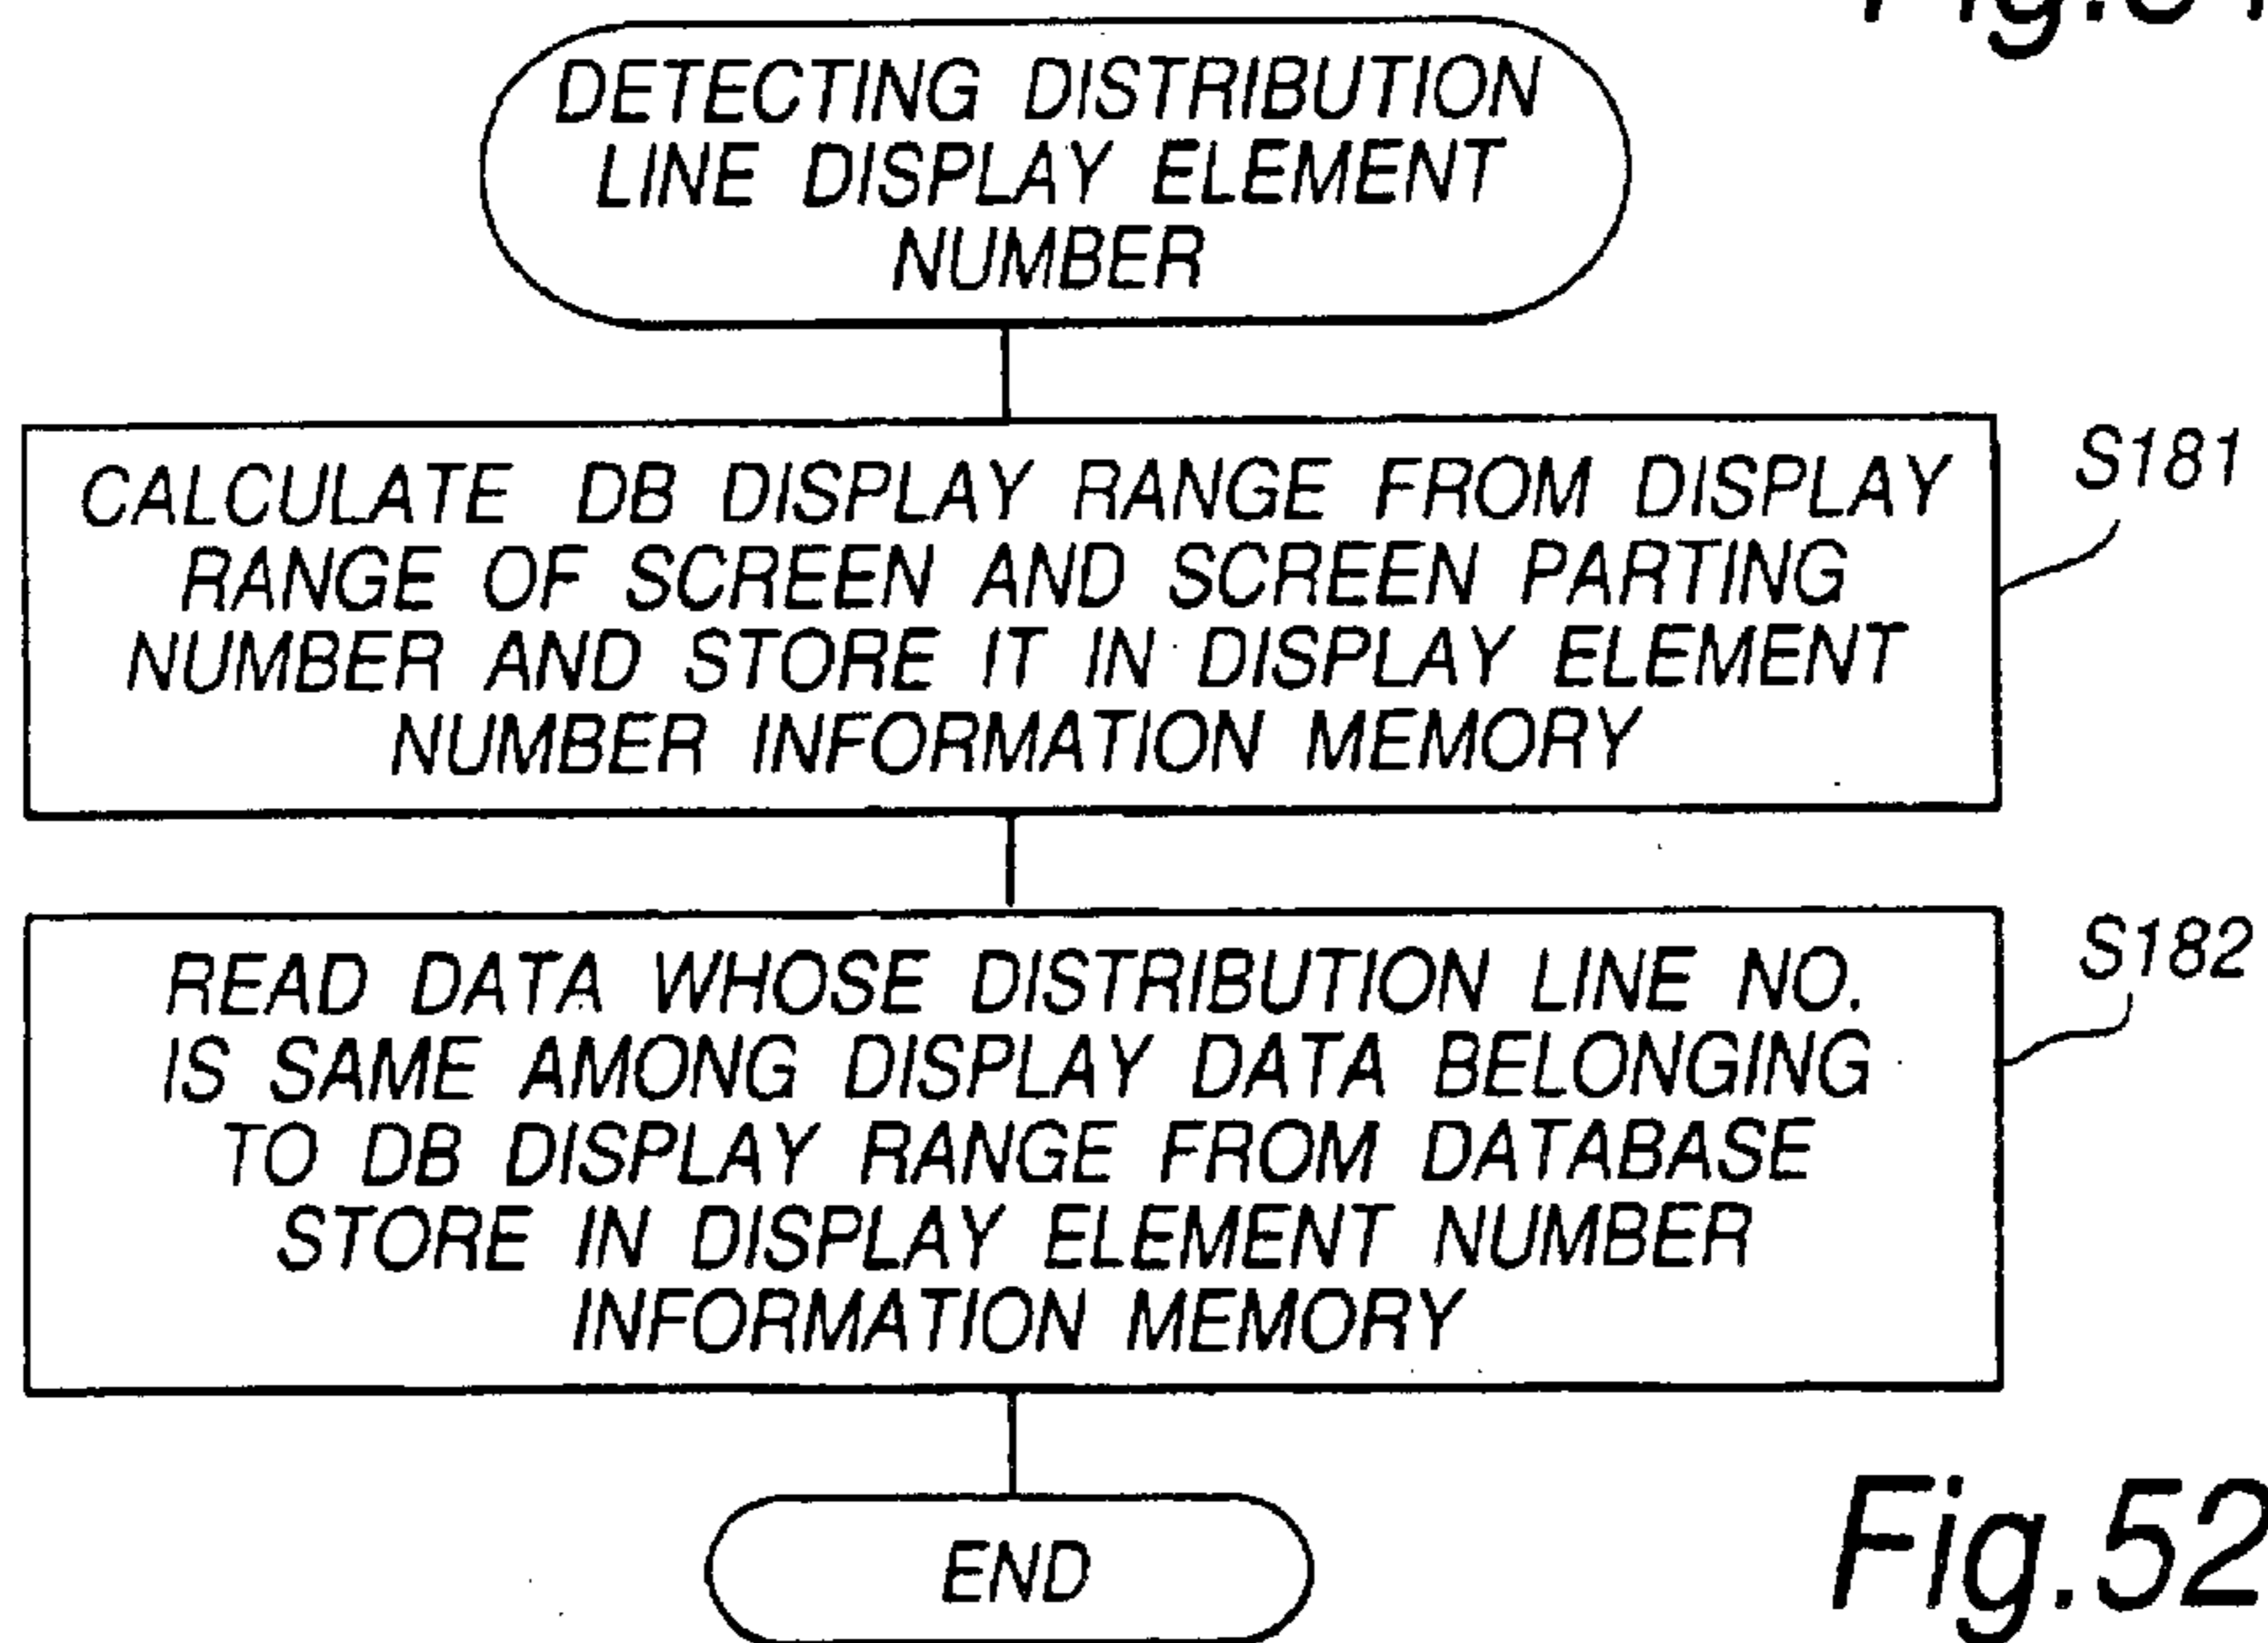 DETECTING DISTRIBUTION
LINE DISPLAY ELEMENT
NUMBER
CALCULATE DB DISPLAY RANGE FROM DISPLAY
RANGE OF SCREEN AND SCREEN PARTING
NUMBER AND STORE IT IN DISPLAY ELEMENT
NUMBER INFORMATION MEMORY
S181
READ DATA WHOSE DISTRIBUTION LINE NO.
IS SAME AMONG DISPLAY DATA BELONGING
TO DB DISPLAY RANGE FROM DATABASE
STORE IN DISPLAY ELEMENT NUMBER
INFORMATION MEMORY
S182
END
Fig.52